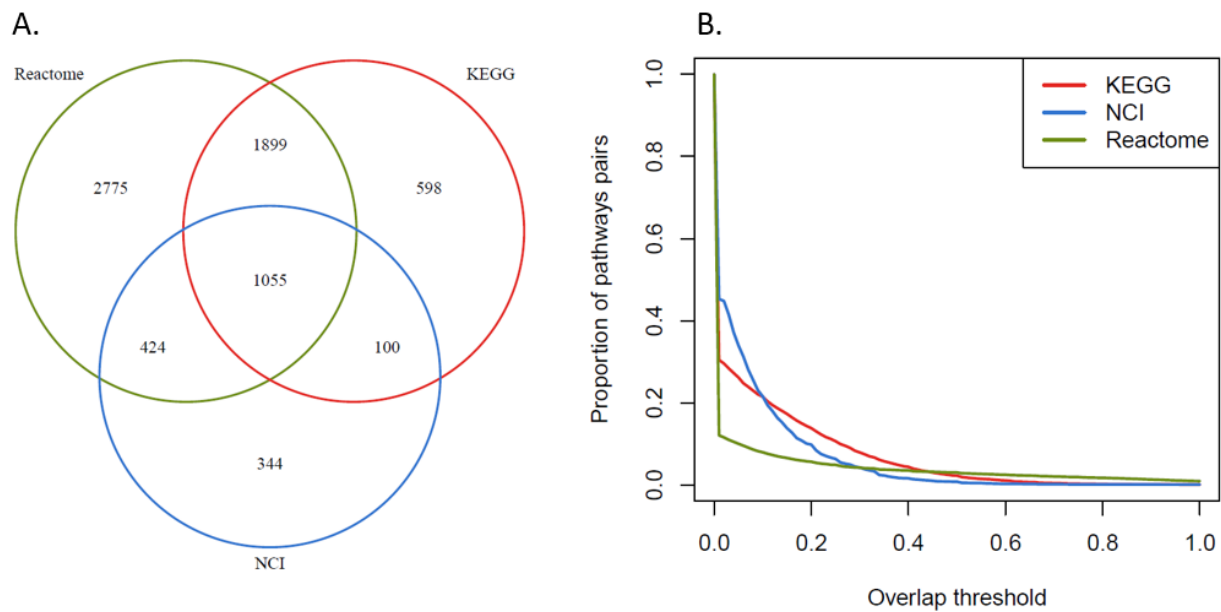 A.
Reactome
KEGG
1899
2775
598
1055
424
100
344
NCI
B.
KEGG
NCI
Reactome
Proportion of pathways pairs
1.0
0.8
0.6
0.4
0.2
0.0
0.0 0.2 0.4 0.6 0.8 1.0
Overlap threshold